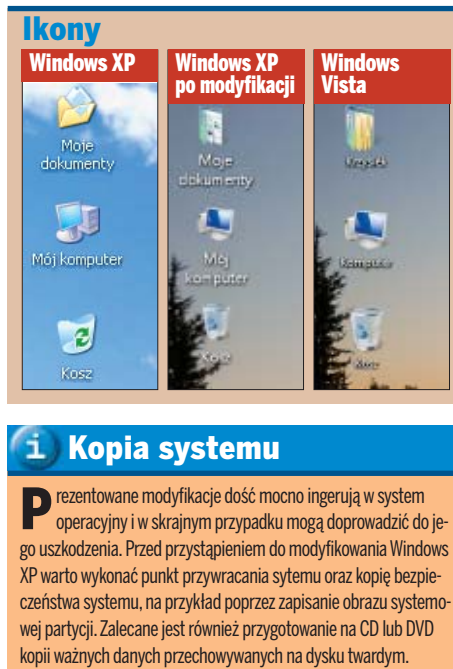 Ikony
Windows XP
Windows XP
po modyfikacji
Windows
Vista
Moje
dokumenty
Mój komputer
Kosz
Moje
dokumenty
Mój
komputer
Kosz
Komputer
Kosz
i Kopia systemu
Prezentowane modyfikacje dość mocno ingerują w system
operacyjny i w skrajnym przypadku mogą doprowadzić do je-
go uszkodzenia. Przed przystąpieniem do modyfikowania Windows
XP warto wykonać punkt przywracania sytemu oraz kopię bezpie-
czeństwa systemu, na przykład poprzez zapisanie obrazu systemo-
wej partycji. Zalecane jest również przygotowanie na CD lub DVD
kopii ważnych danych przechowywanych na dysku twardym.